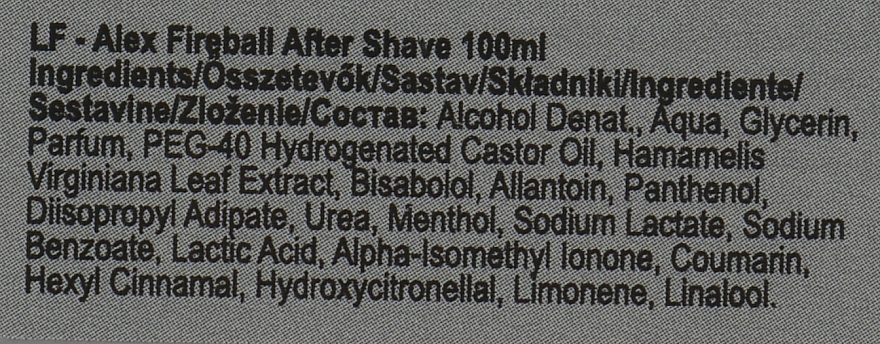 LF - Alex Fireball After Shave 100ml
Ingredients/Összetevők/Sastav/Składniki/Ingrediente/
Sestavine/Zloženie/Состав: Alcohol Denat., Aqua, Glycerin,
Parfum, PEG-40 Hydrogenated Castor Oil, Hamamelis
Virginiana Leaf Extract, Bisabolol, Allantoin, Panthenol,
Diisopropyl Adipate, Urea, Menthol, Sodium Lactate, Sodium
Benzoate, Lactic Acid, Alpha-Isomethyl Ionone, Coumarin,
Hexyl Cinnamal, Hydroxycitronellal, Limonene, Linalool.